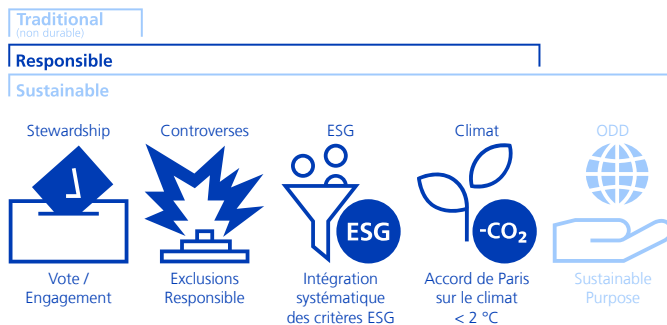 Traditional
(non durable)
Responsible
Sustainable
Stewardship
Controverses
ESG
Climat
ODD
ESG
-CO₂
Vote /
Engagement
Exclusions
Responsible
Intégration
systématique
des critères ESG
Accord de Paris
sur le climat
< 2 °C
Sustainable
Purpose